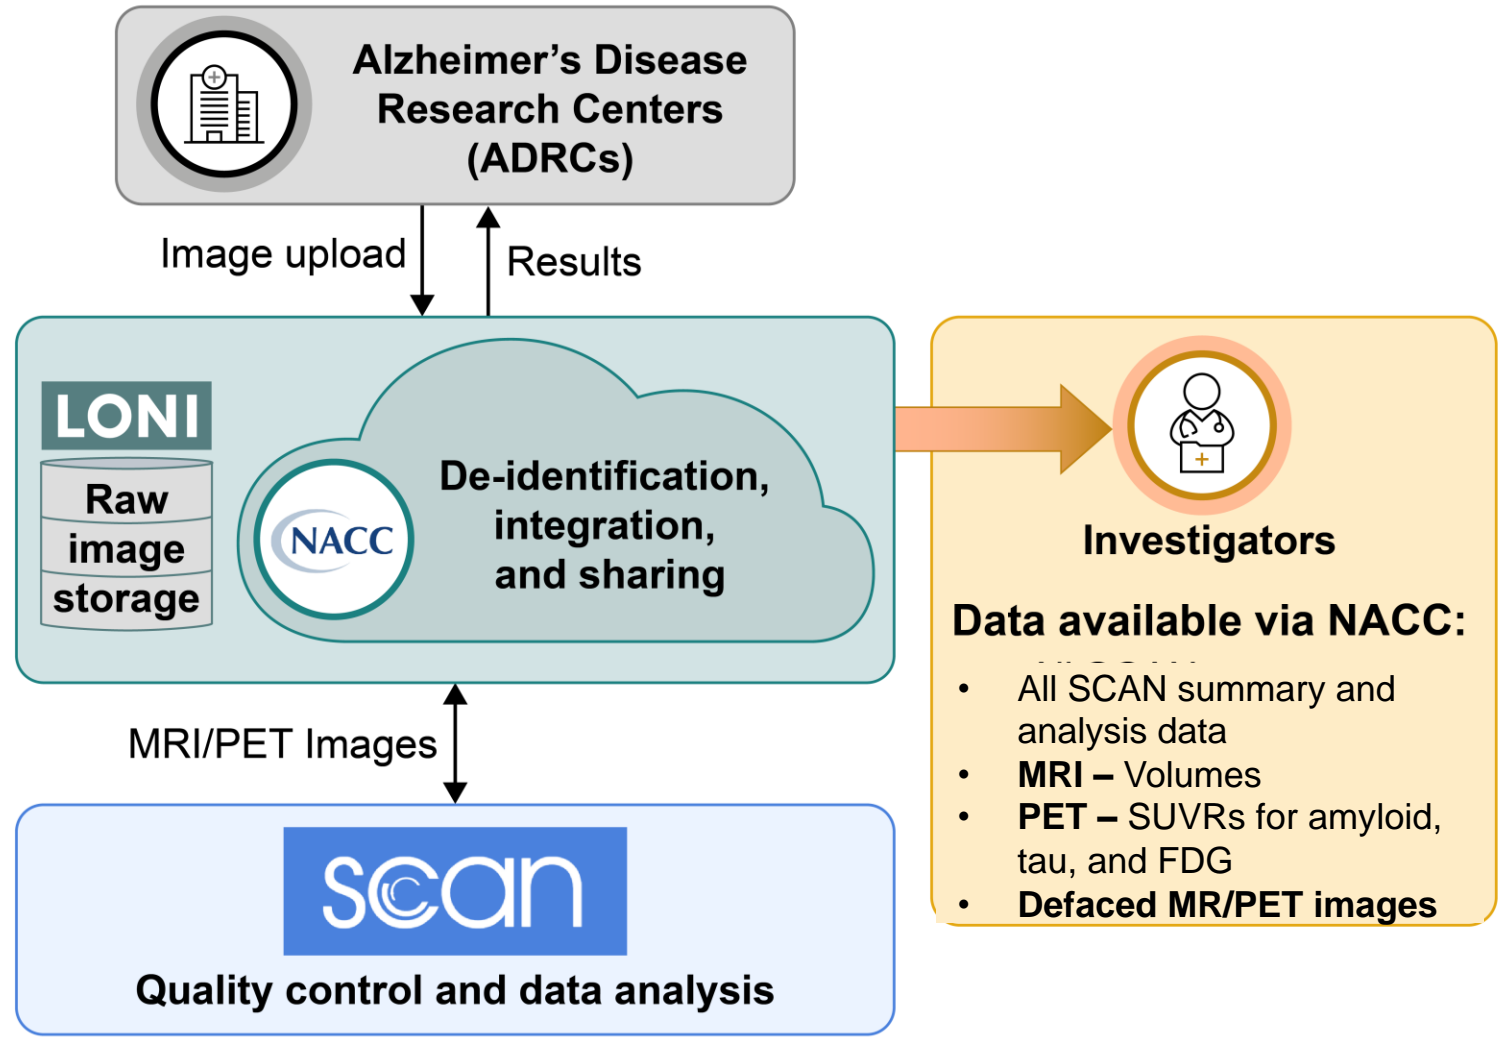 Alzheimer’s Disease
Research Centers
(ADRCs)
Image upload
Results
LONI
Raw
image
storage
NACC
De-identification,
integration,
and sharing
Investigators
Data available via NACC:
• All SCAN summary and
analysis data
• MRI – Volumes
• PET – SUVRs for amyloid,
tau, and FDG
• Defaced MR/PET images
MRI/PET Images
scan
Quality control and data analysis